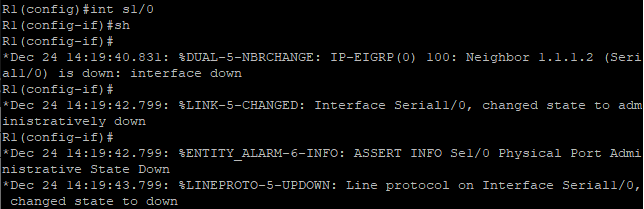 R1(config)#int s1/0
R1(config-if)#sh
R1(config-if)#
*Dec 24 14:19:40.831: %DUAL-5-NBRCHANGE: IP-EIGRP(0) 100: Neighbor 1.1.1.2 (Seri
al1/0) is down: interface down
R1(config-if)#
*Dec 24 14:19:42.799: %LINK-5-CHANGED: Interface Serial1/0, changed state to adm
inistratively down
R1(config-if)#
*Dec 24 14:19:42.799: %ENTITY_ALARM-6-INFO: ASSERT INFO Se1/0 Physical Port Admi
nistrative State Down
*Dec 24 14:19:43.799: %LINEPROTO-5-UPDOWN: Line protocol on Interface Serial1/0,
 changed state to down